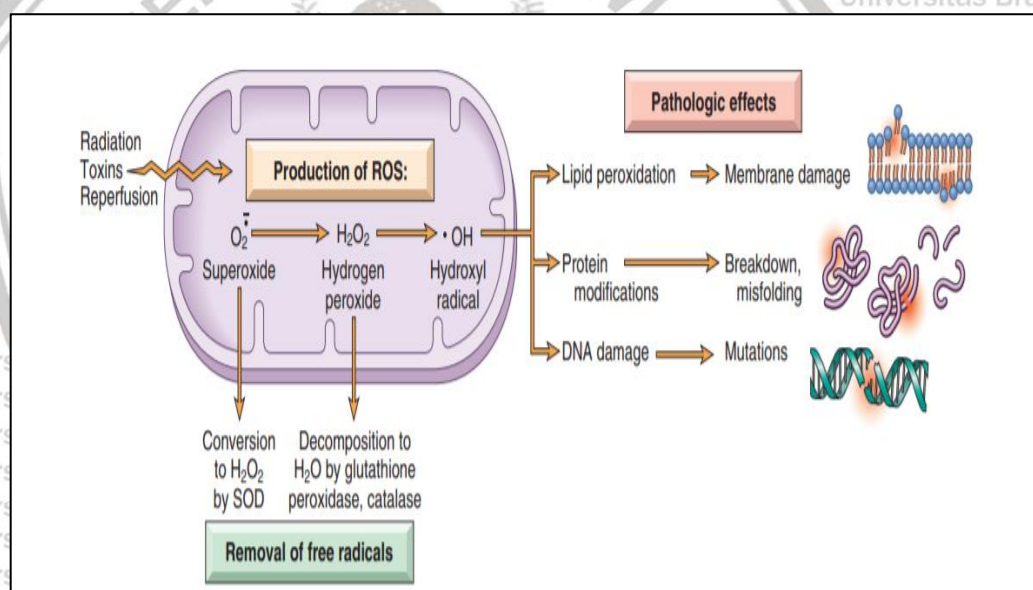 Universitas Bra
Pathologic effects
Radiation
Toxins
Reperfusion
Production of ROS:
Lipid peroxidation
Membrane damage
O₂•̄
H₂O₂
• OH
Superoxide
Hydrogen
peroxide
Hydroxyl
radical
Protein
modifications
Breakdown,
misfolding
DNA damage
Mutations
Conversion
to H₂O₂
by SOD
Decomposition to
H₂O by glutathione
peroxidase, catalase
Removal of free radicals